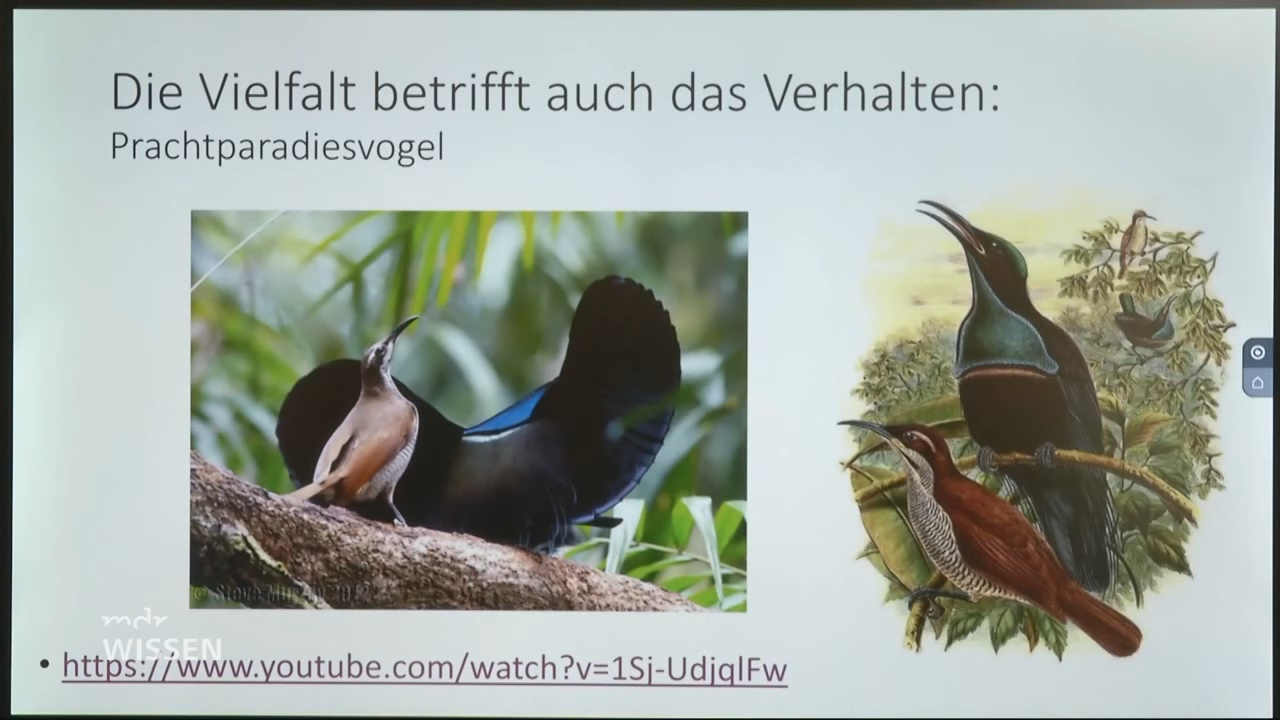 Die Vielfalt betrifft auch das Verhalten:
Prachtparadiesvogel
mdr
WISSEN
• https://www.youtube.com/watch?v=1Sj-UdjqlFw